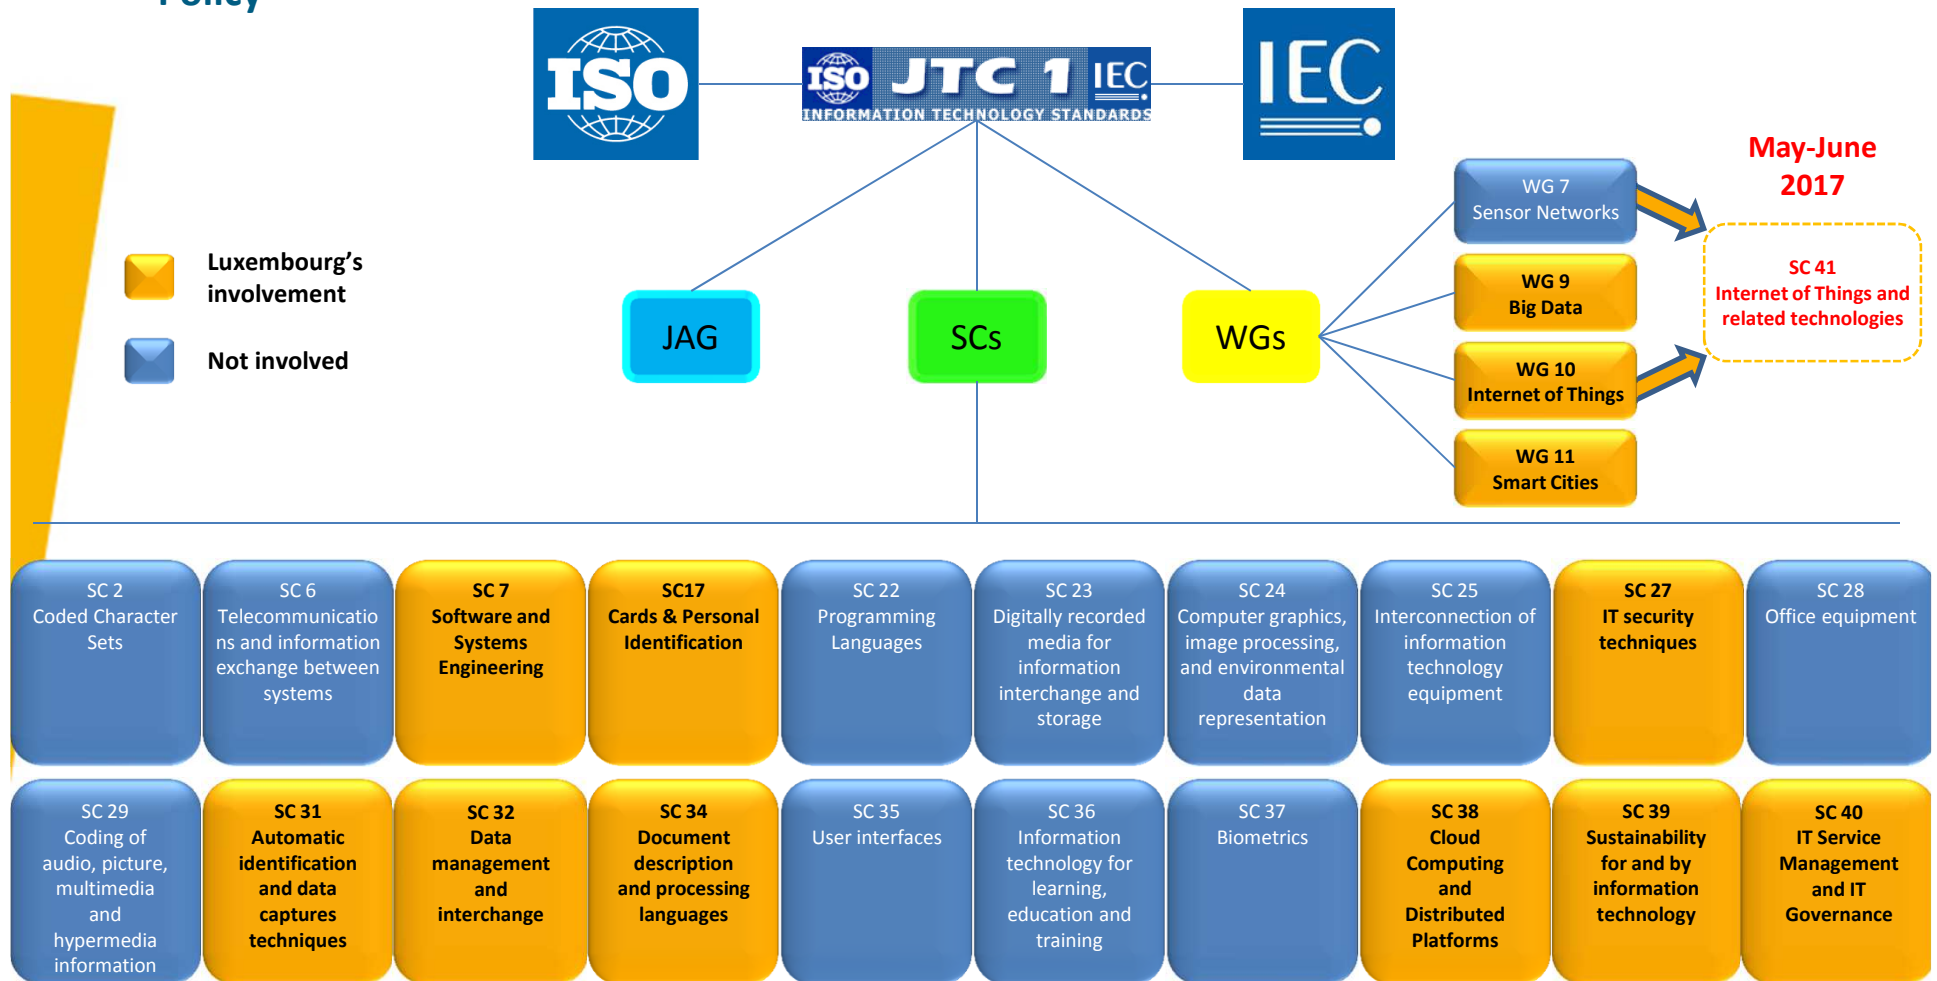 Policy
ISO
ISO JTC 1 IEC
INFORMATION TECHNOLOGY STANDARDS
IEC
May-June
2017
Luxembourg's
involvement
Not involved
JAG
SCs
WGs
WG 7
Sensor Networks
WG 9
Big Data
WG 10
Internet of Things
WG 11
Smart Cities
SC 41
Internet of Things and
related technologies
SC 2
Coded Character
Sets
SC 6
Telecommunicatio
ns and information
exchange between
systems
SC 7
Software and
Systems
Engineering
SC17
Cards & Personal
Identification
SC 22
Programming
Languages
SC 23
Digitally recorded
media for
information
interchange and
storage
SC 24
Computer graphics,
image processing,
and environmental
data
representation
SC 25
Interconnection of
information
technology
equipment
SC 27
IT security
techniques
SC 28
Office equipment
SC 29
Coding of
audio, picture,
multimedia
and
hypermedia
information
SC 31
Automatic
identification
and data
captures
techniques
SC 32
Data
management
and
interchange
SC 34
Document
description
and processing
languages
SC 35
User interfaces
SC 36
Information
technology for
learning,
education and
training
SC 37
Biometrics
SC 38
Cloud
Computing
and
Distributed
Platforms
SC 39
Sustainability
for and by
information
technology
SC 40
IT Service
Management
and IT
Governance